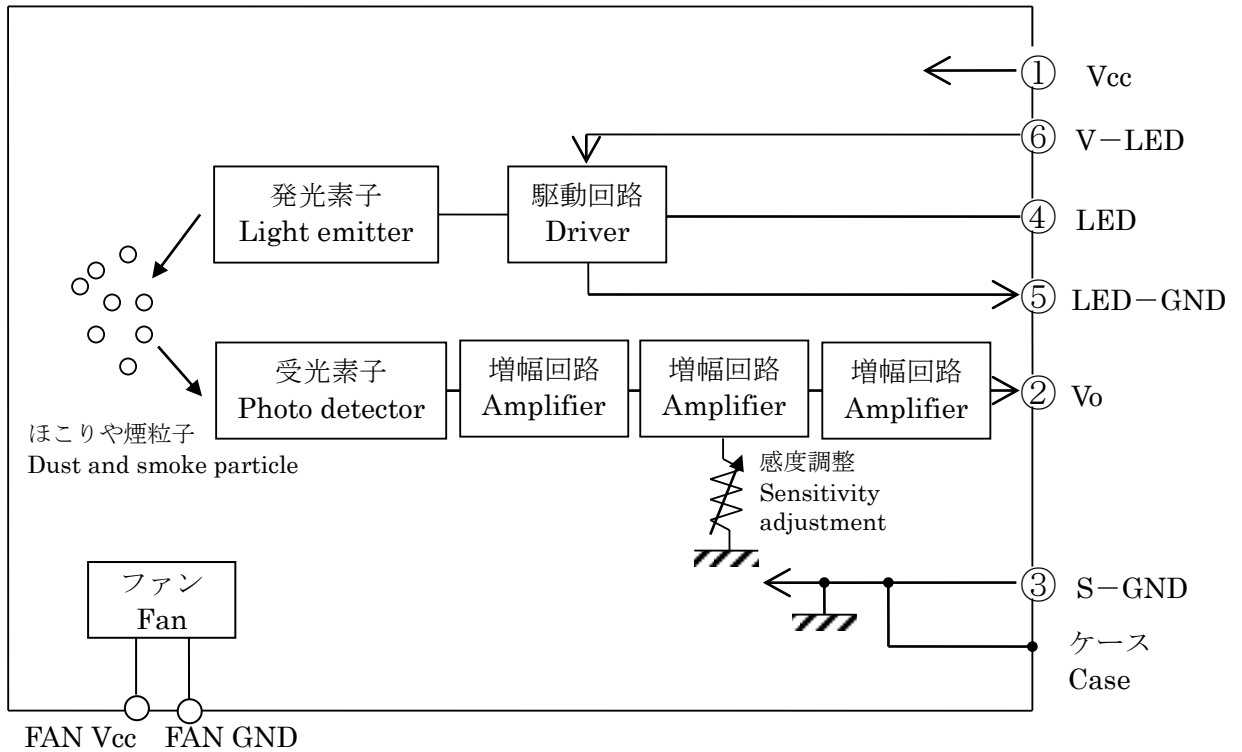 ① Vcc
⑥ V－LED
発光素子
Light emitter
駆動回路
Driver
④ LED
⑤ LED－GND
受光素子
Photo detector
増幅回路
Amplifier
増幅回路
Amplifier
増幅回路
Amplifier
② Vo
ほこりや煙粒子
Dust and smoke particle
感度調整
Sensitivity
adjustment
ファン
Fan
③ S－GND
ケース
Case
FAN Vcc
FAN GND